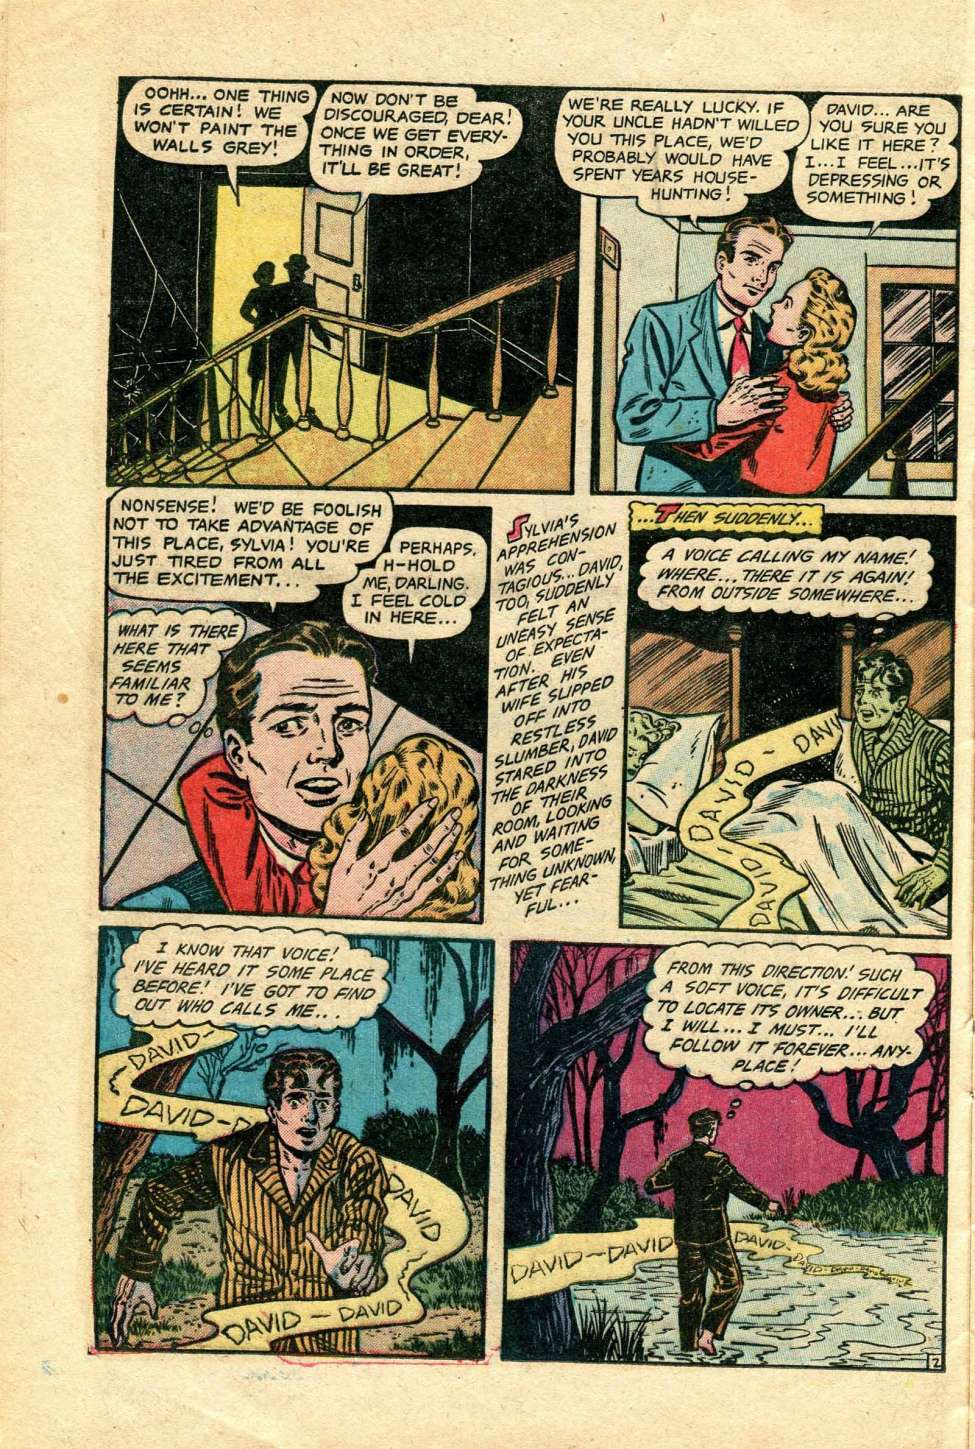 OOHH... ONE THING
IS CERTAIN! WE
WON'T PAINT THE
WALLS GREY!
NOW DON'T BE
DISCOURAGED, DEAR!
ONCE WE GET EVERY-
THING IN ORDER,
IT'LL BE GREAT!
WE'RE REALLY LUCKY. IF
YOUR UNCLE HADN'T WILLED
YOU THIS PLACE, WE'D
PROBABLY WOULD HAVE
SPENT YEARS HOUSE-
HUNTING!
DAVID... ARE
YOU SURE YOU
LIKE IT HERE?
I...I FEEL...IT'S
DEPRESSING OR
SOMETHING!
NONSENSE! WE'D BE FOOLISH
NOT TO TAKE ADVANTAGE OF
THIS PLACE, SYLVIA! YOU'RE
JUST TIRED FROM ALL
THE EXCITEMENT...
PERHAPS.
H-HOLD
ME, DARLING.
I FEEL COLD
IN HERE...
WHAT IS THERE
HERE THAT
SEEMS
FAMILIAR
TO ME?
SYLVIA'S
APPREHENSION
WAS CON-
TAGIOUS... DAVID,
TOO, SUDDENLY
FELT AN
UNEASY SENSE
OF EXPECTA-
TION. EVEN
AFTER HIS
WIFE SLIPPED
OFF INTO
RESTLESS
SLUMBER, DAVID
STARED INTO
THE DARKNESS
OF THEIR
ROOM, LOOKING
AND WAITING
FOR SOME-
THING UNKNOWN,
YET FEAR-
FUL...
...THEN SUDDENLY...
A VOICE CALLING MY NAME!
WHERE... THERE IT IS AGAIN!
FROM OUTSIDE SOMEWHERE...
DAVID - DAVID - DAVID - DAVID
I KNOW THAT VOICE!
I'VE HEARD IT SOME PLACE
BEFORE! I'VE GOT TO FIND
OUT WHO CALLS ME...
DAVID-
DAVID-D
DAVID
DAVID
DAVID - DAVID
FROM THIS DIRECTION! SUCH
A SOFT VOICE, IT'S DIFFICULT
TO LOCATE ITS OWNER... BUT
I WILL... I MUST... I'LL
FOLLOW IT FOREVER... ANY-
PLACE!
DAVID-DAVID DAVID-
DAVID-DAVID-
2